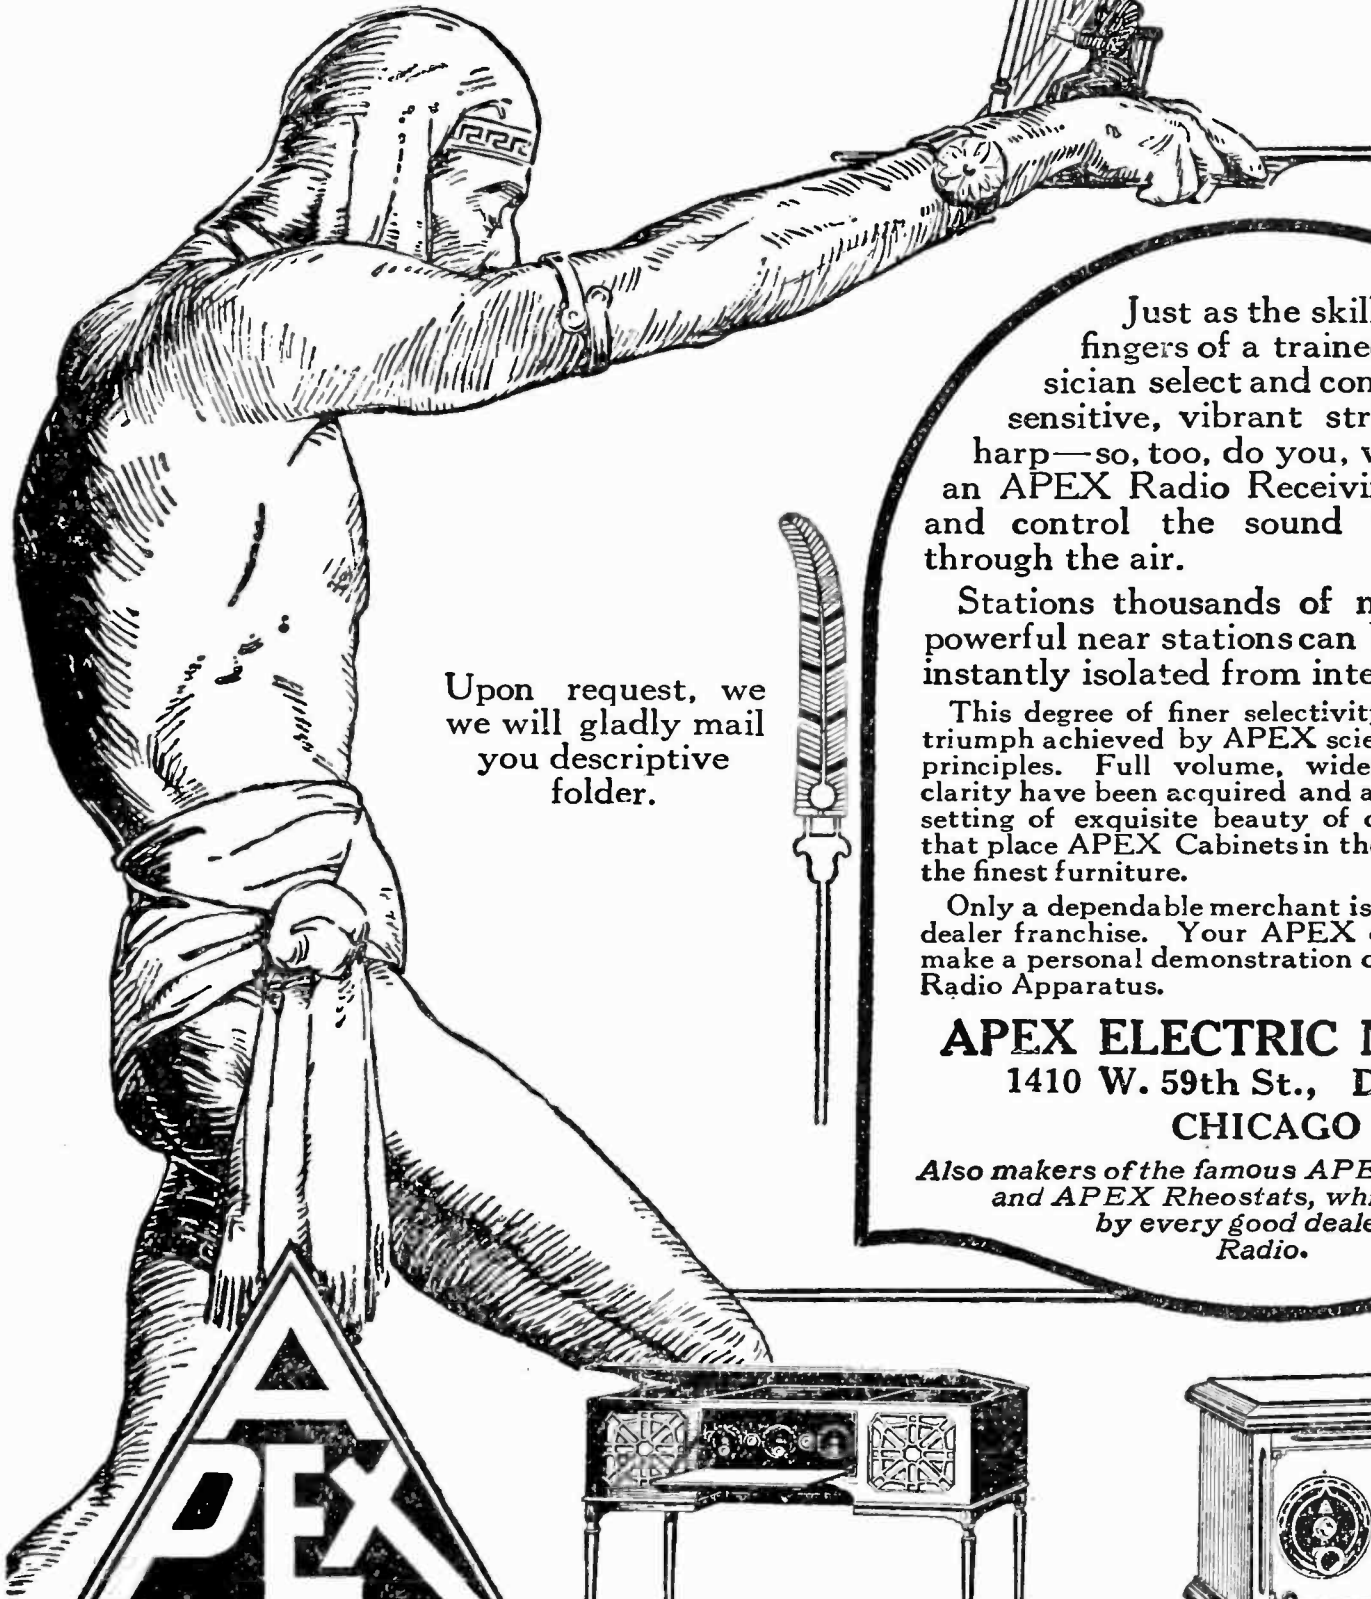 Upon request, we
we will gladly mail
you descriptive
folder.
Just as the skil
fingers of a traine
sician select and con
sensitive, vibrant str
harp—so, too, do you,
an APEX Radio Receivi
and control the sound
through the air.
Stations thousands of
powerful near stations can
instantly isolated from inte
This degree of finer selectivit
triumph achieved by APEX scie
principles. Full volume, wide
clarity have been acquired and a
setting of exquisite beauty of
that place APEX Cabinets in th
the finest furniture.
Only a dependable merchant is
dealer franchise. Your APEX
make a personal demonstration
Radio Apparatus.
APEX ELECTRIC
1410 W. 59th St.,
CHICAGO
Also makers of the famous APE
and APEX Rheostats, whi
by every good deale
Radio.
A
PEX